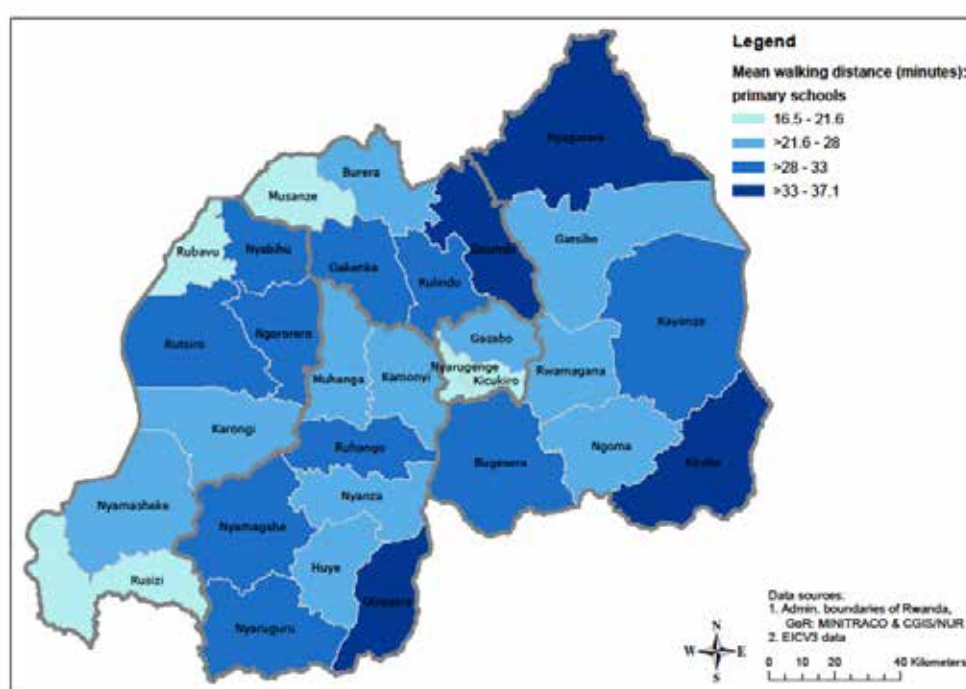 Legend
Mean walking distance (minutes):
primary schools
16.5 - 21.6
>21.6 - 28
>28 - 33
>33 - 37.1
Burera
Musanze
Gatsibo
Rubavu
Nyabihu
Gakenke
Rulindo
Kayonza
Rutsiro
Ngororero
Gasabo
Nyarugenge
Kicukiro
Rwamagana
Muhanga
Kamonyi
Karongi
Ruhango
Bugesera
Ngoma
Kirehe
Nyamasheke
Nyanza
Nyamagabe
Huye
Rusizi
Nyaruguru
Data sources:
1. Admin. boundaries of Rwanda,
GoR: MINITRACO & CGIS/NUR
2. EICV3 data
N
W E
S
0 10 20 40 Kilometers